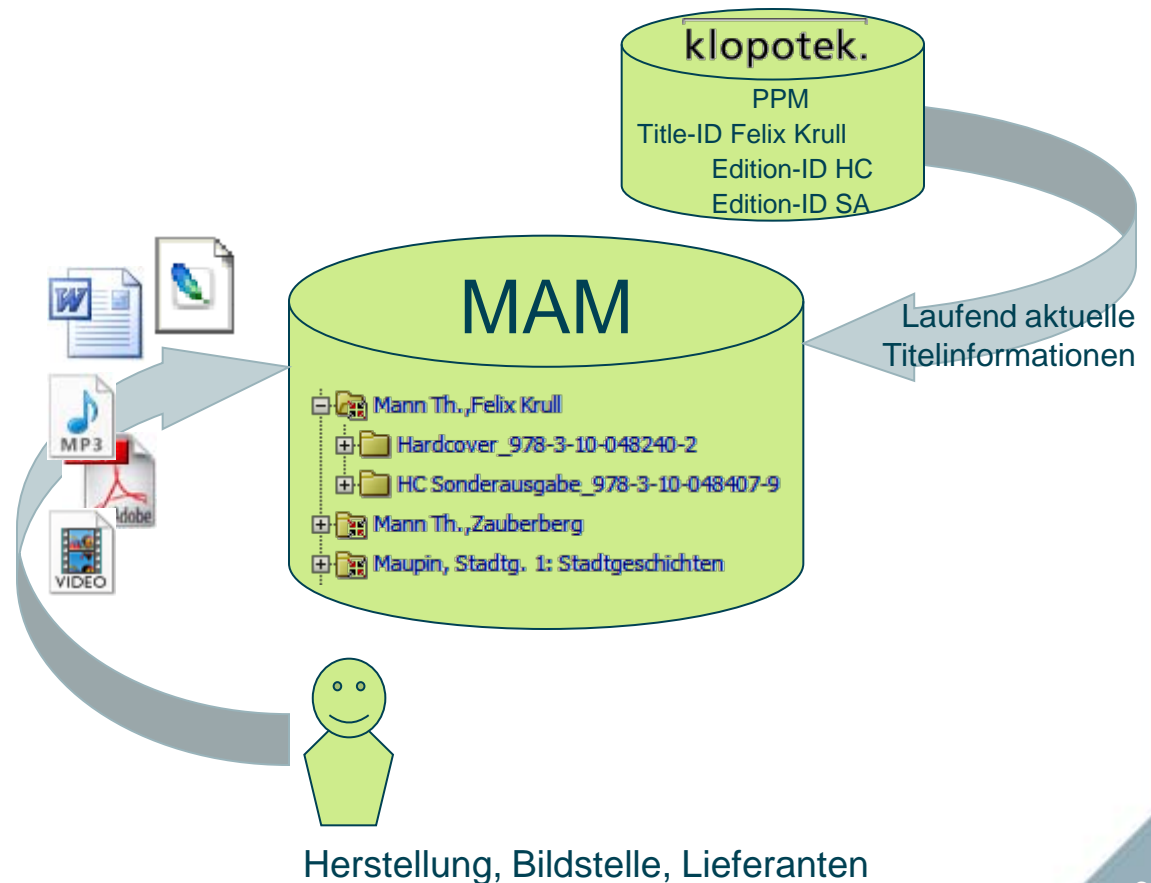 klopotek.
PPM
Title-ID Felix Krull
Edition-ID HC
Edition-ID SA
MAM
Laufend aktuelle
Titelinformationen
W
MP3
Adobe
VIDEO
Mann Th.,Felix Krull
Hardcover_978-3-10-048240-2
HC Sonderausgabe_978-3-10-048407-9
Mann Th.,Zauberberg
Maupin, Stadtg. 1: Stadtgeschichten
Herstellung, Bildstelle, Lieferanten